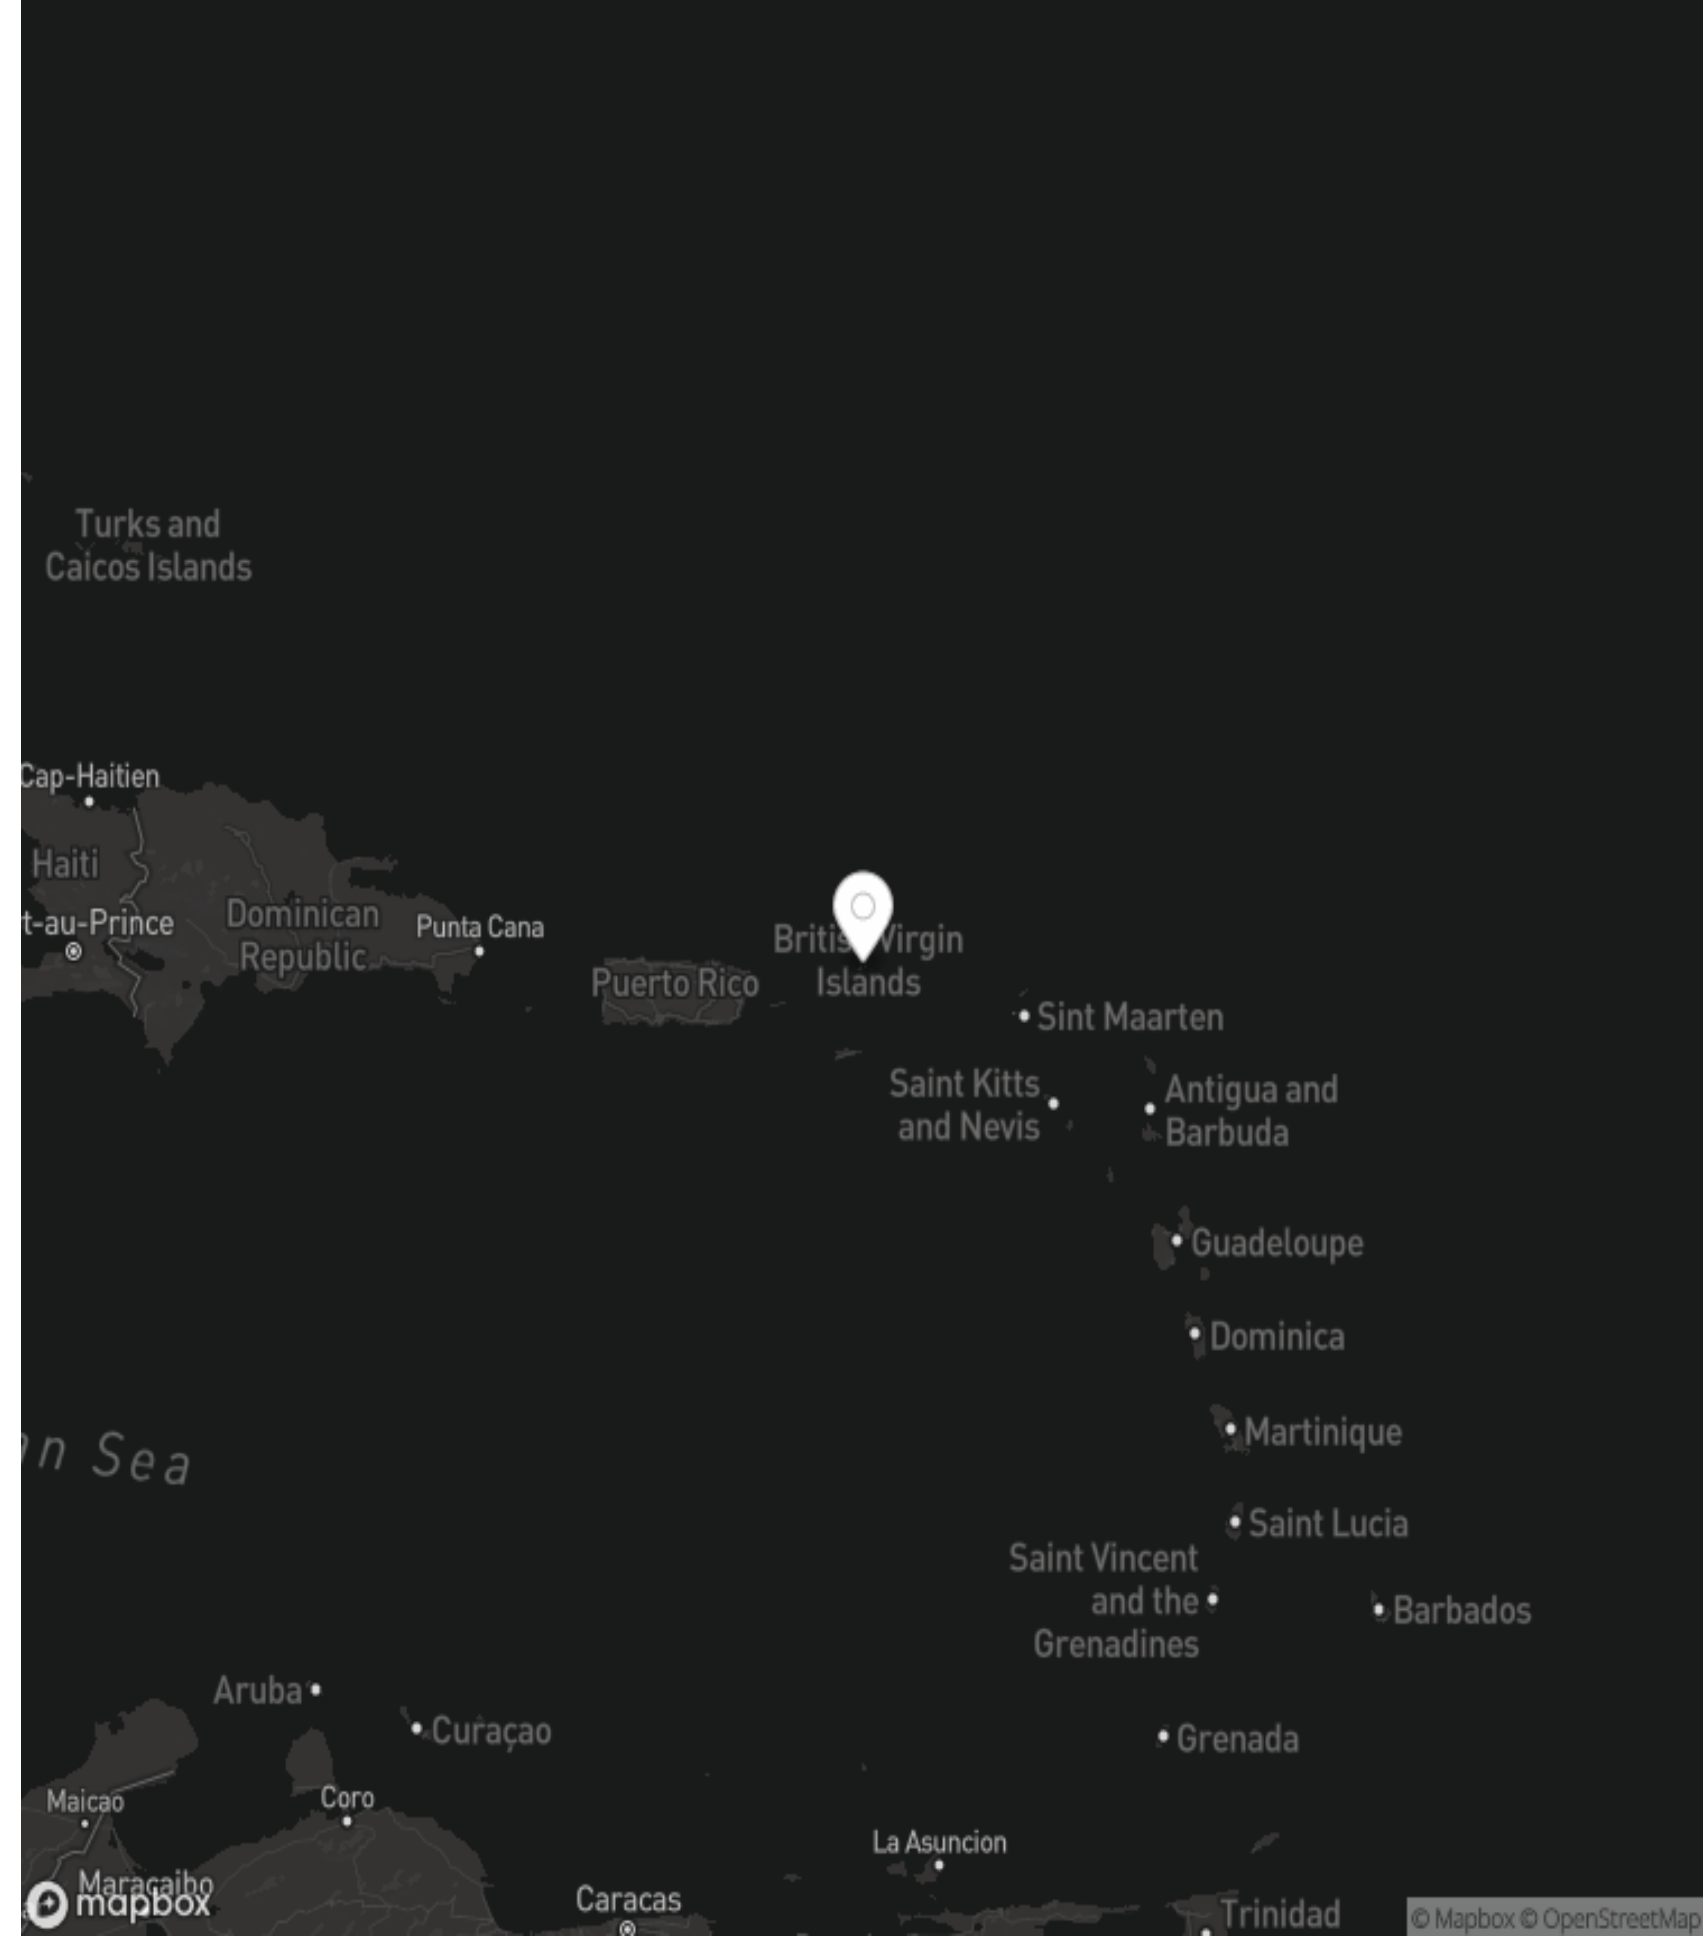 Turks and
Caicos Islands
Cap-Haitien
Haiti
t-au-Prince
Dominican
Republic
Punta Cana
Puerto Rico
British Virgin
Islands
Sint Maarten
Saint Kitts
and Nevis
Antigua and
Barbuda
Guadeloupe
Dominica
Martinique
n Sea
Saint Lucia
Saint Vincent
and the
Grenadines
Barbados
Aruba
Curaçao
Grenada
Maicao
Coro
La Asuncion
Maracaibo
mapbox
Caracas
Trinidad
© Mapbox © OpenStreetMap